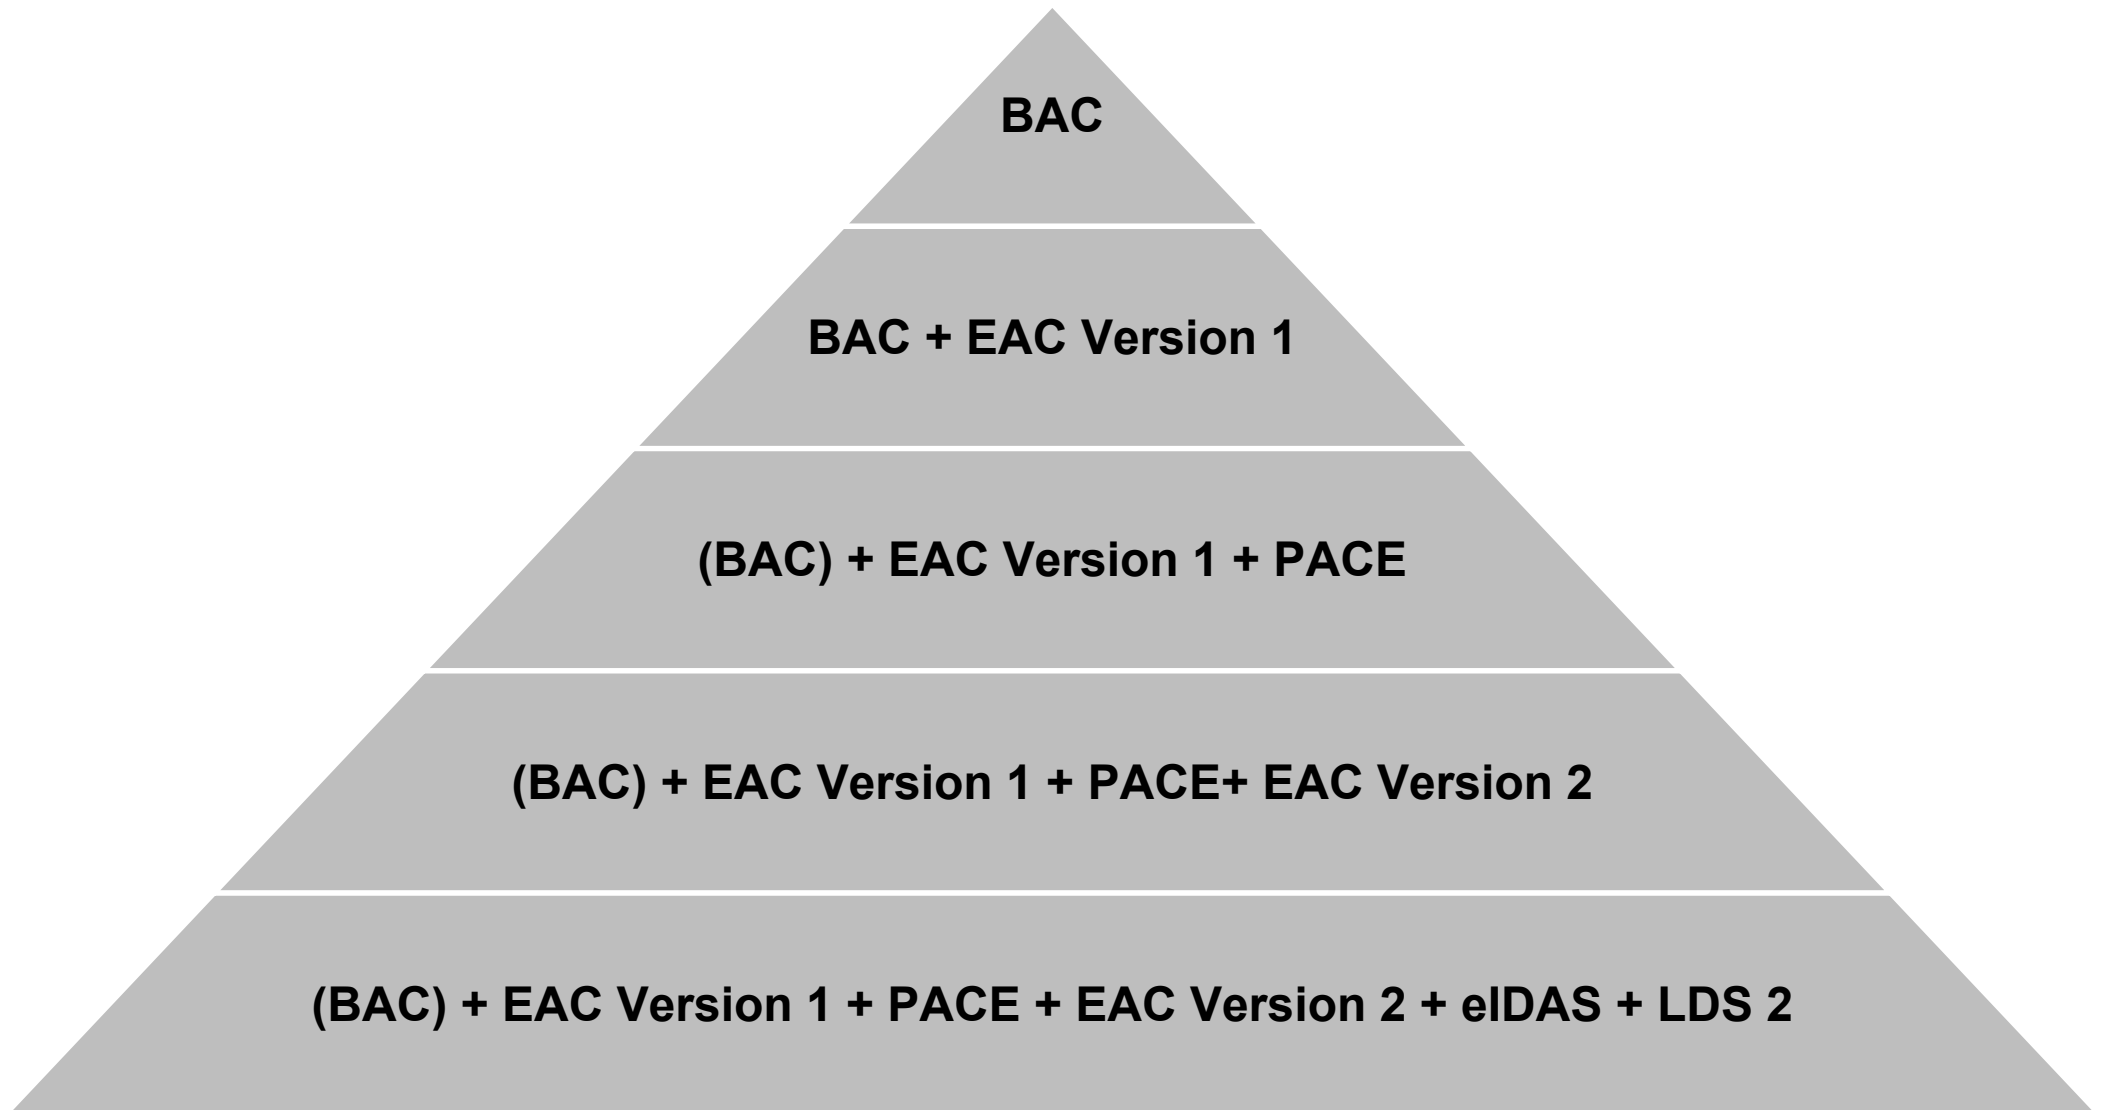 BAC
BAC + EAC Version 1
(BAC) + EAC Version 1 + PACE
(BAC) + EAC Version 1 + PACE+ EAC Version 2
(BAC) + EAC Version 1 + PACE + EAC Version 2 + eIDAS + LDS 2